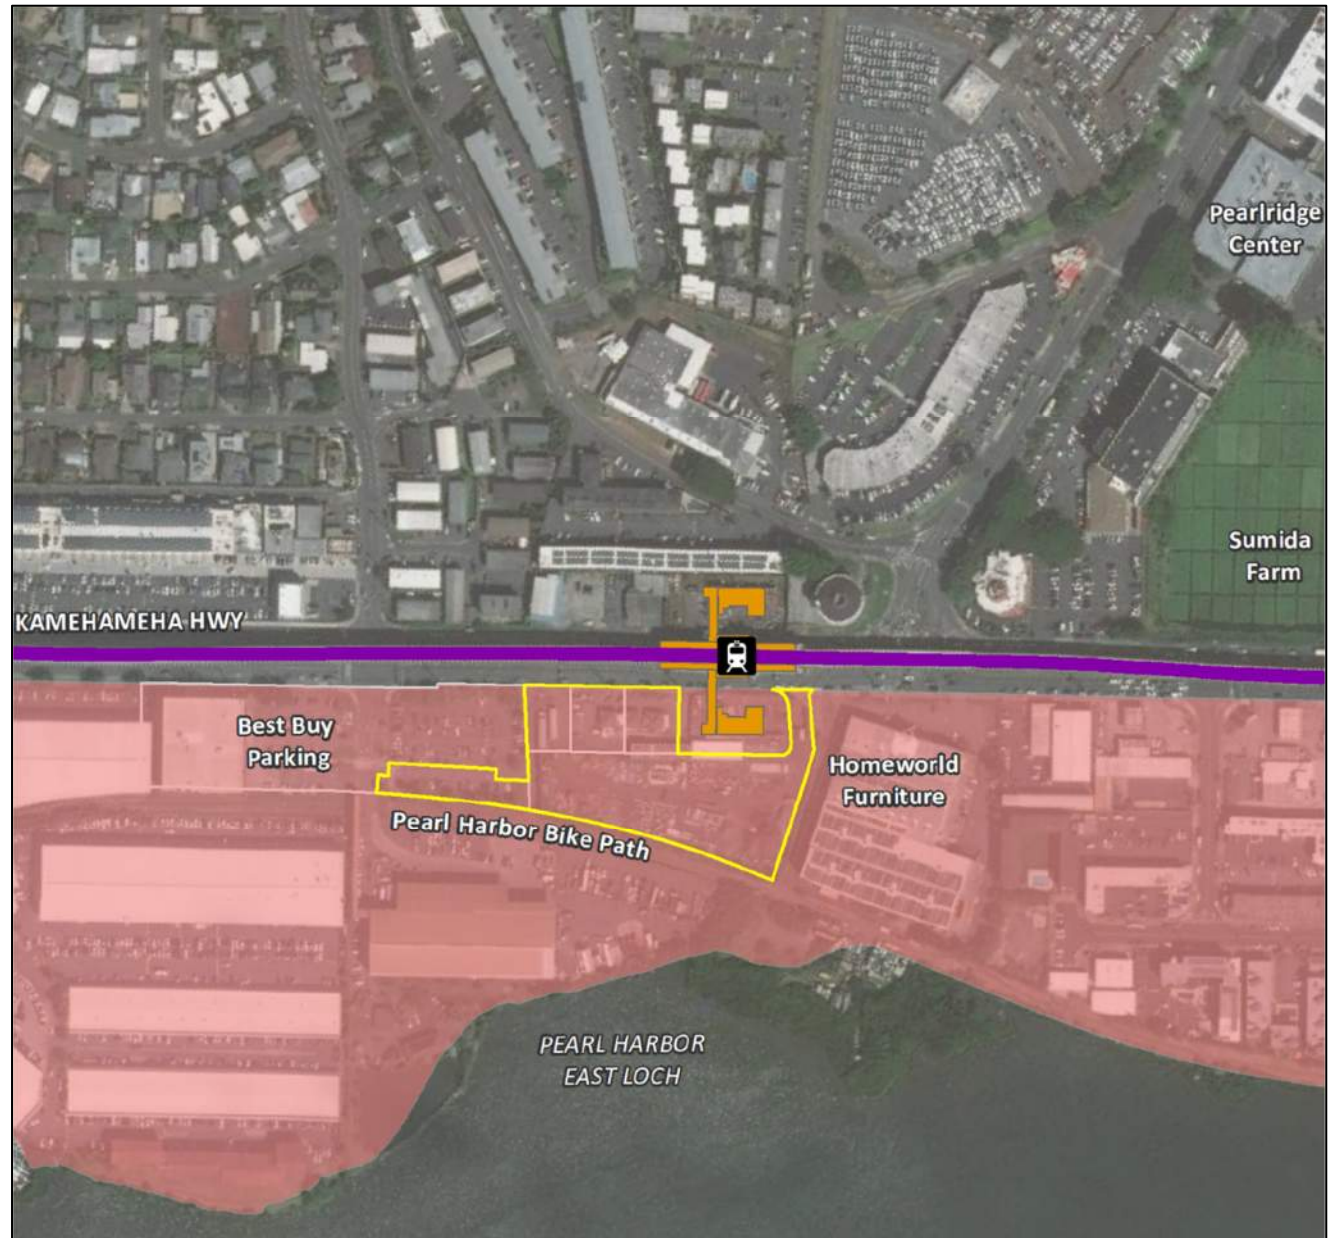 Pearlridge
Center
Sumida
Farm
KAMEHAMEHA HWY
Best Buy
Parking
Homeworld
Furniture
Pearl Harbor Bike Path
PEARL HARBOR
EAST LOCH